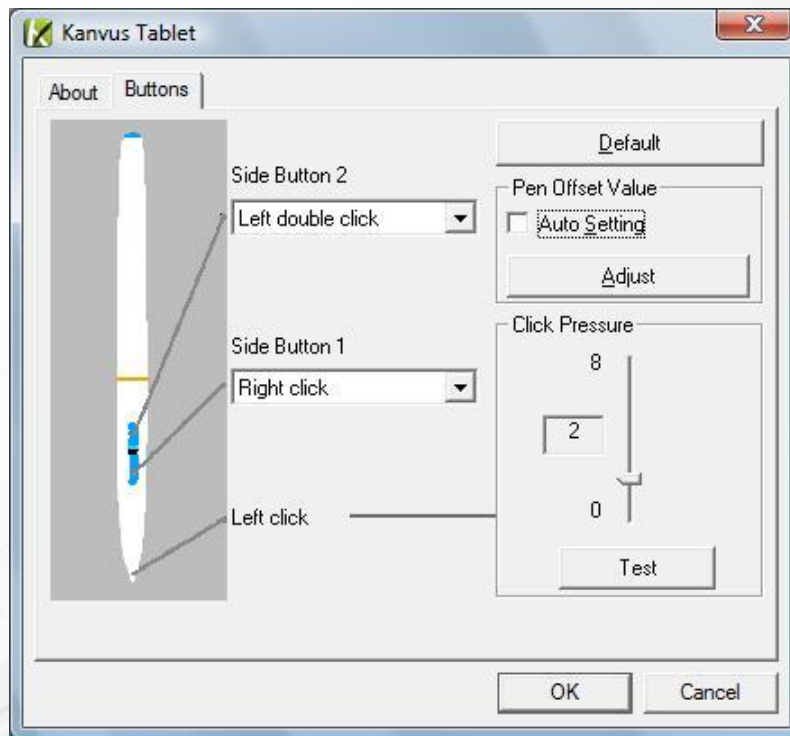 Kanvus Tablet
About
Buttons
Side Button 2
Left double click
Side Button 1
Right click
Left click
Default
Pen Offset Value
Auto Setting
Adjust
Click Pressure
8
2
0
Test
OK
Cancel